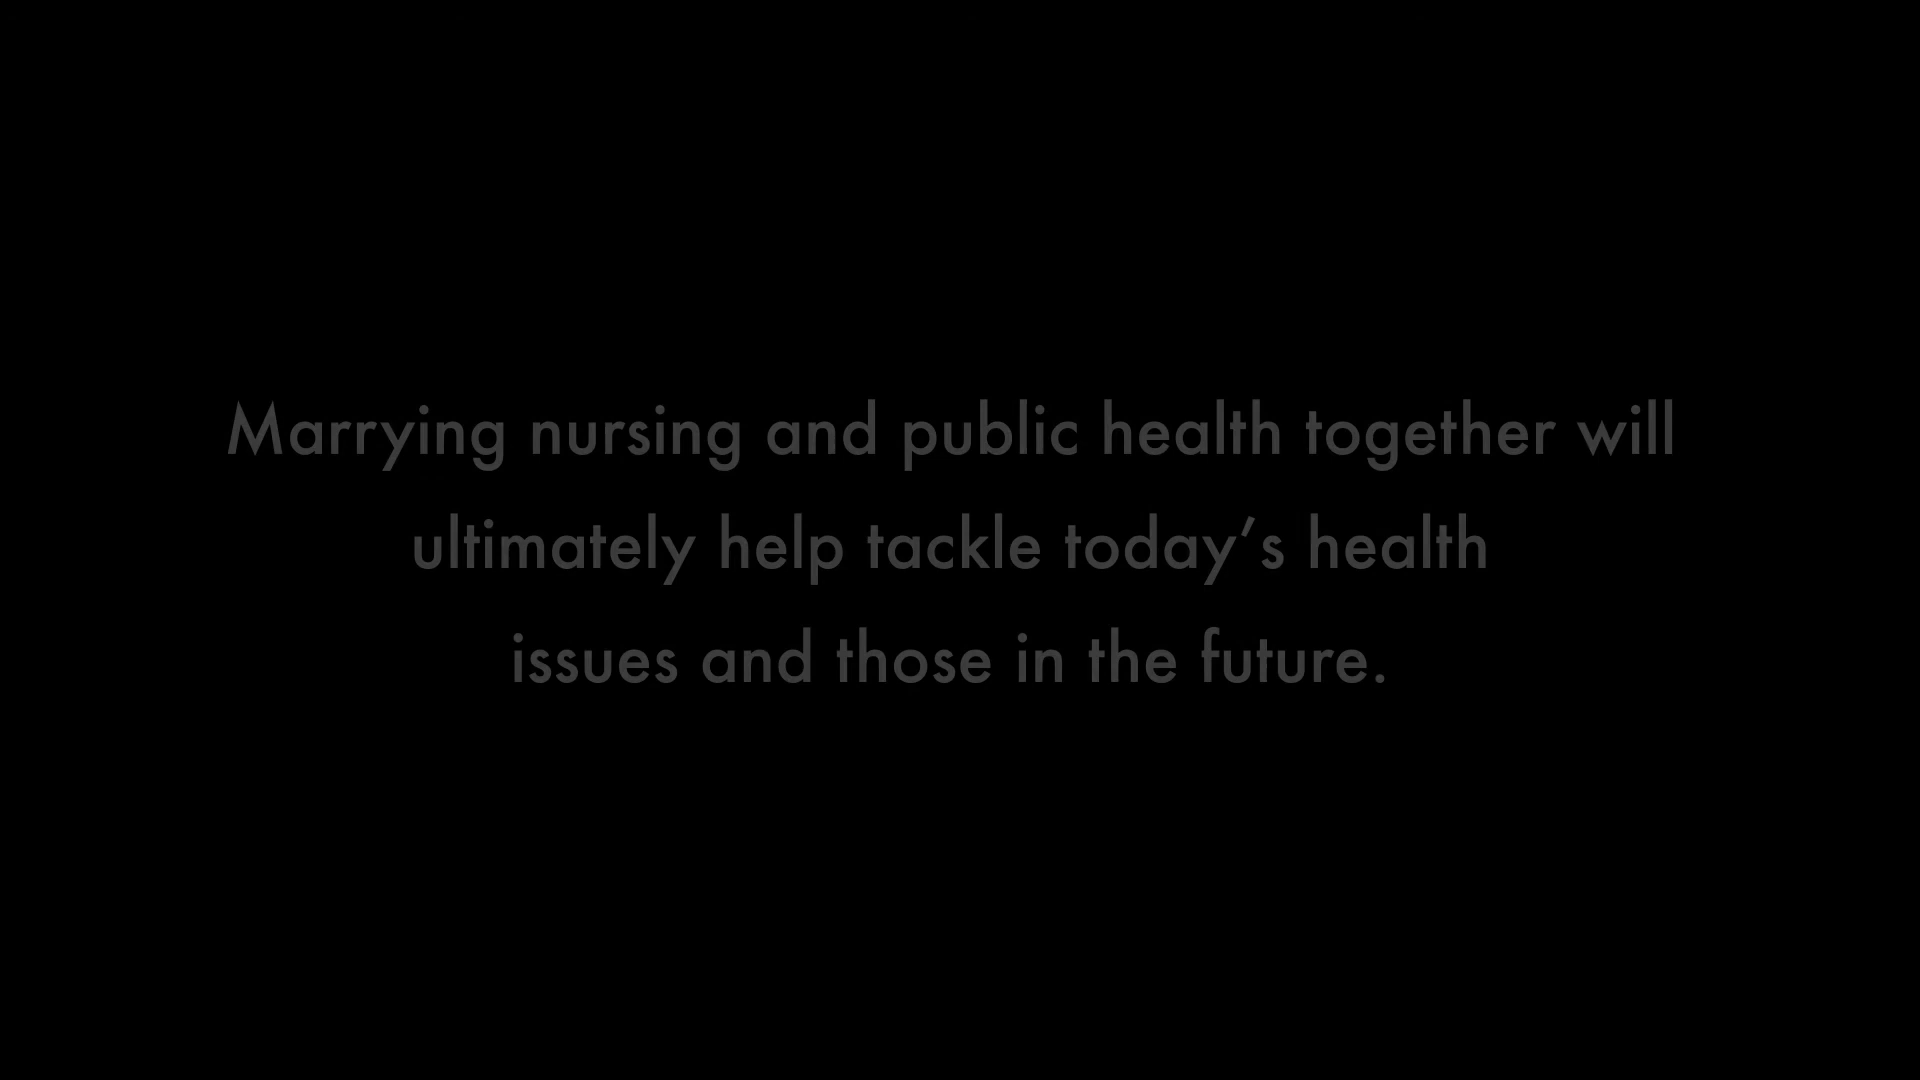 Marrying nursing and public health together will
ultimately help tackle today’s health
issues and those in the future.